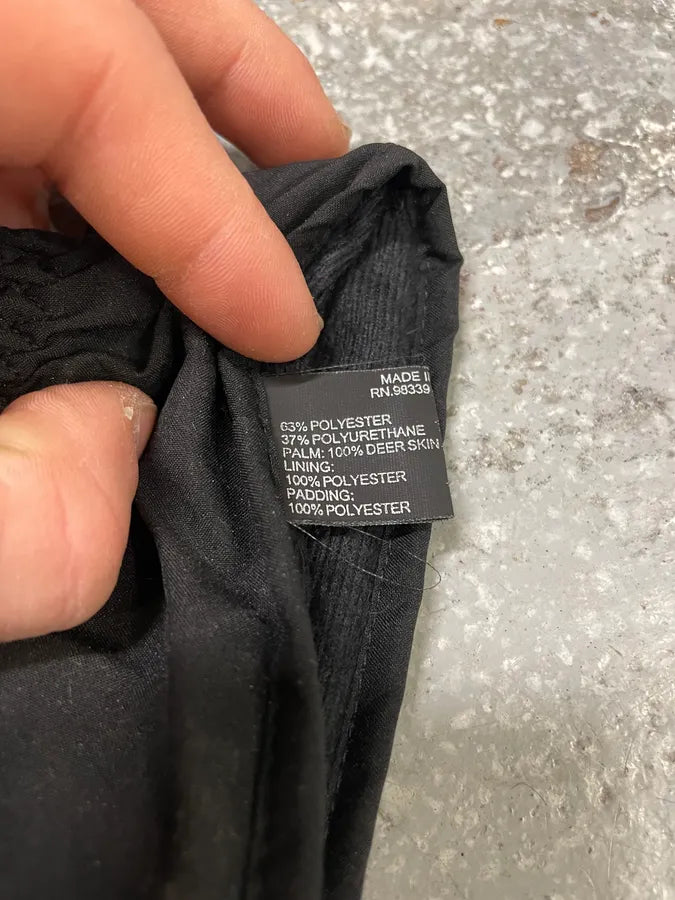 MADE
RN.98339
63% POLYESTER
37% POLYURETHANE
PALM: 100% DEER SKIN
LINING:
100% POLYESTER
PADDING:
100% POLYESTER